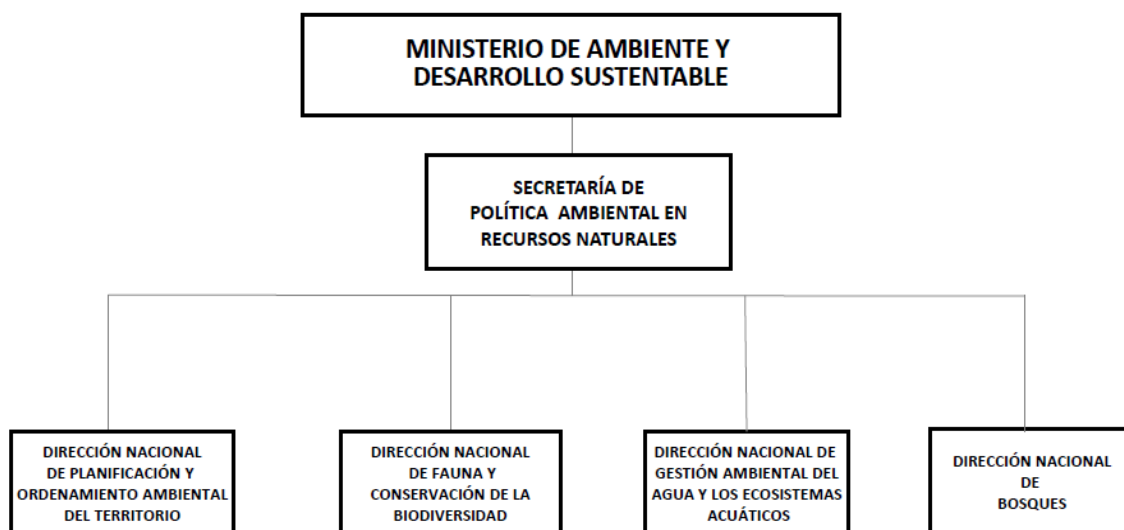 MINISTERIO DE AMBIENTE Y
DESARROLLO SUSTENTABLE
SECRETARÍA DE
POLÍTICA AMBIENTAL EN
RECURSOS NATURALES
DIRECCIÓN NACIONAL
DE PLANIFICACIÓN Y
ORDENAMIENTO AMBIENTAL
DEL TERRITORIO
DIRECCIÓN NACIONAL
DE FAUNA Y
CONSERVACIÓN DE LA
BIODIVERSIDAD
DIRECCIÓN NACIONAL DE
GESTIÓN AMBIENTAL DEL
AGUA Y LOS ECOSISTEMAS
ACUÁTICOS
DIRECCIÓN NACIONAL
DE
BOSQUES